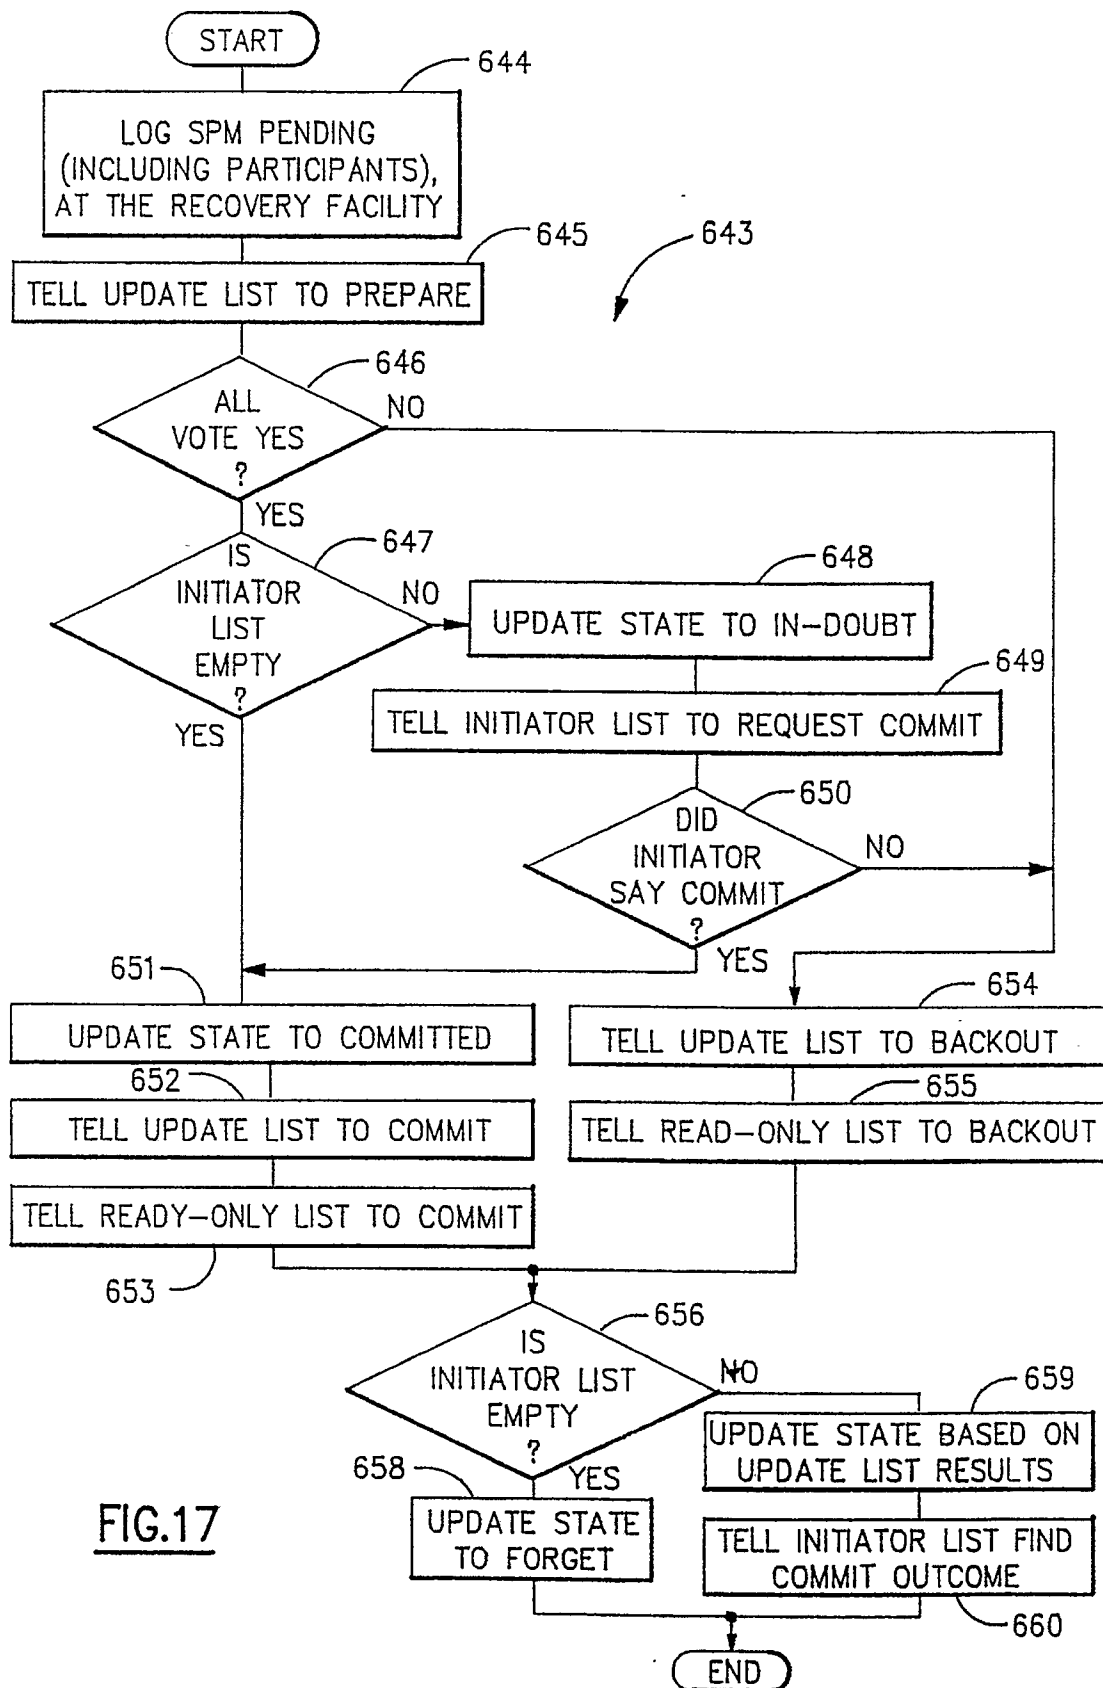 START
644
LOG SPM PENDING
(INCLUDING PARTICIPANTS),
AT THE RECOVERY FACILITY
645
643
TELL UPDATE LIST TO PREPARE
646
ALL
VOTE YES
?
NO
YES
647
IS
INITIATOR
LIST
EMPTY
?
NO
YES
648
UPDATE STATE TO IN-DOUBT
649
TELL INITIATOR LIST TO REQUEST COMMIT
650
DID
INITIATOR
SAY COMMIT
?
NO
YES
651
UPDATE STATE TO COMMITTED
652
TELL UPDATE LIST TO COMMIT
TELL READY-ONLY LIST TO COMMIT
653
654
TELL UPDATE LIST TO BACKOUT
655
TELL READ-ONLY LIST TO BACKOUT
656
IS
INITIATOR LIST
EMPTY
?
NO
YES
658
UPDATE STATE
TO FORGET
659
UPDATE STATE BASED ON
UPDATE LIST RESULTS
TELL INITIATOR LIST FIND
COMMIT OUTCOME
660
END
FIG.17